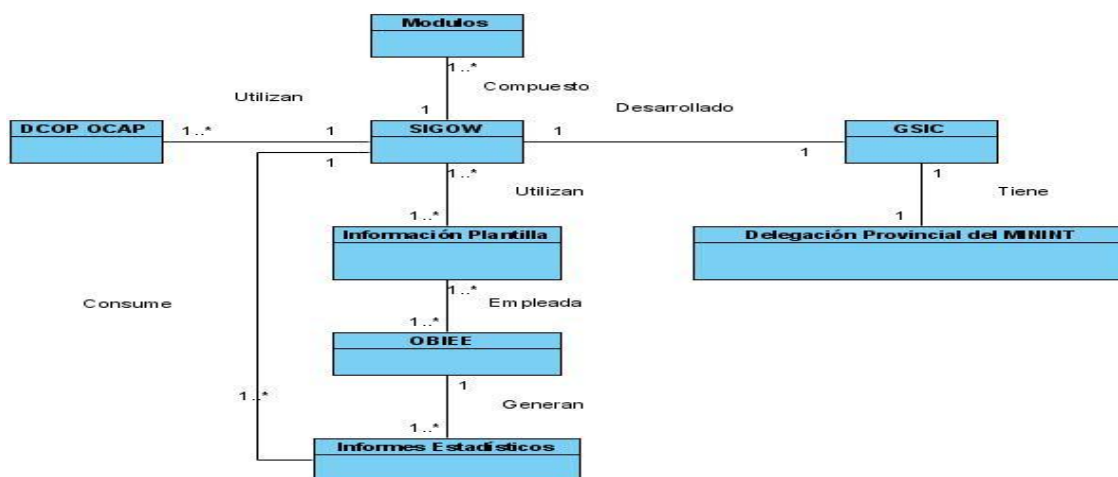 Modulos
1..*
Compuesto
1
Utilizan
Desarrollado
DCOP OCAP
1..*
1
SIGOW
1
1
GSIC
1
1..*
1
Utilizan
Tiene
1..*
1
Información Plantilla
Delegación Provincial del MININT
1..*
Consume
Empleada
1..*
OBIEE
1
1..*
Generan
1..*
Informes Estadísticos